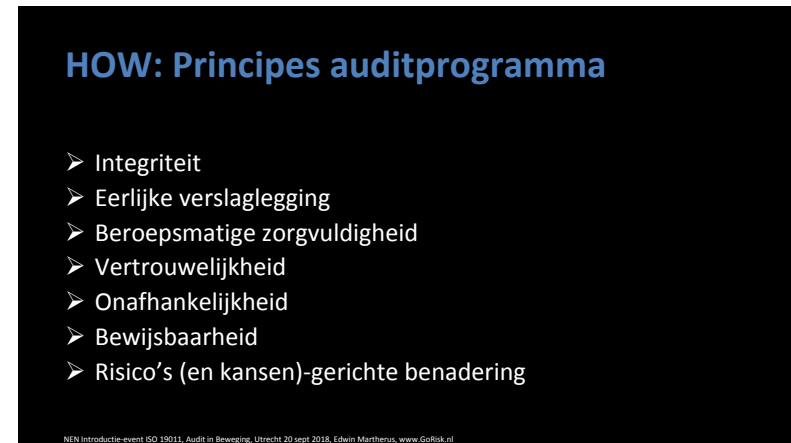 HOW: Principes auditprogramma
➢ Integriteit
➢ Eerlijke verslaglegging
➢ Beroepsmatige zorgvuldigheid
➢ Vertrouwelijkheid
➢ Onafhankelijkheid
➢ Bewijsbaarheid
➢ Risico’s (en kansen)-gerichte benadering
NEN Introductie-event ISO 19011, Audit in Beweging, Utrecht 20 sept 2018, Edwin Martherus, www.GoRisk.nl